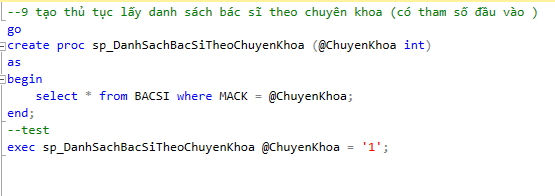 --9 tạo thủ tục lấy danh sách bác sĩ theo chuyên khoa (có tham số đầu vào )
go
create proc sp_DanhSachBacSiTheoChuyenKhoa (@ChuyenKhoa int)
as
begin
    select * from BACSI where MACK = @ChuyenKhoa;
end;
--test
exec sp_DanhSachBacSiTheoChuyenKhoa @ChuyenKhoa = '1';